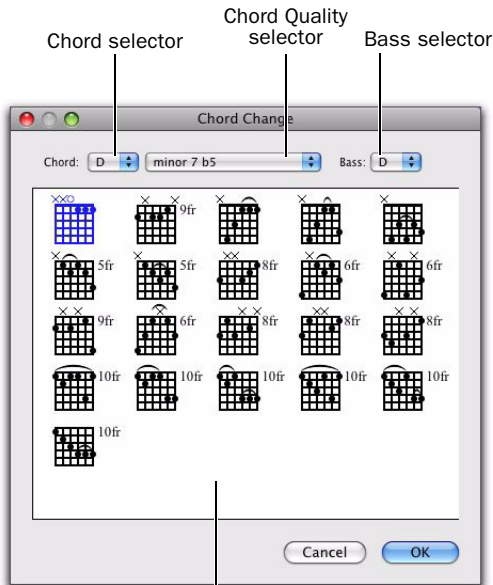 Chord Quality
selector
Chord selector
Bass selector
Chord Change
Chord: D minor 7 b5 Bass: D
9fr
5fr 5fr 8fr 6fr 6fr
9fr 6fr 8fr 8fr 8fr
10fr 10fr 10fr 10fr 10fr
10fr
Cancel OK